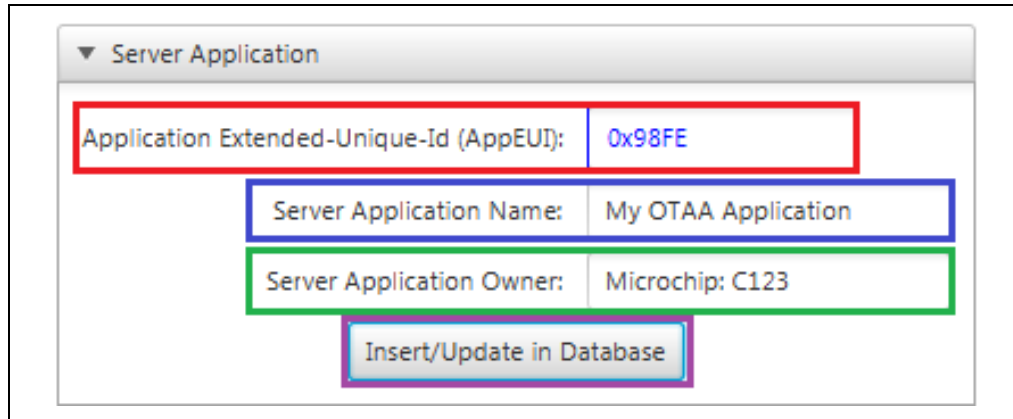 Server Application
Application Extended-Unique-Id (AppEUI): 0x98FE
Server Application Name: My OTAA Application
Server Application Owner: Microchip: C123
Insert/Update in Database